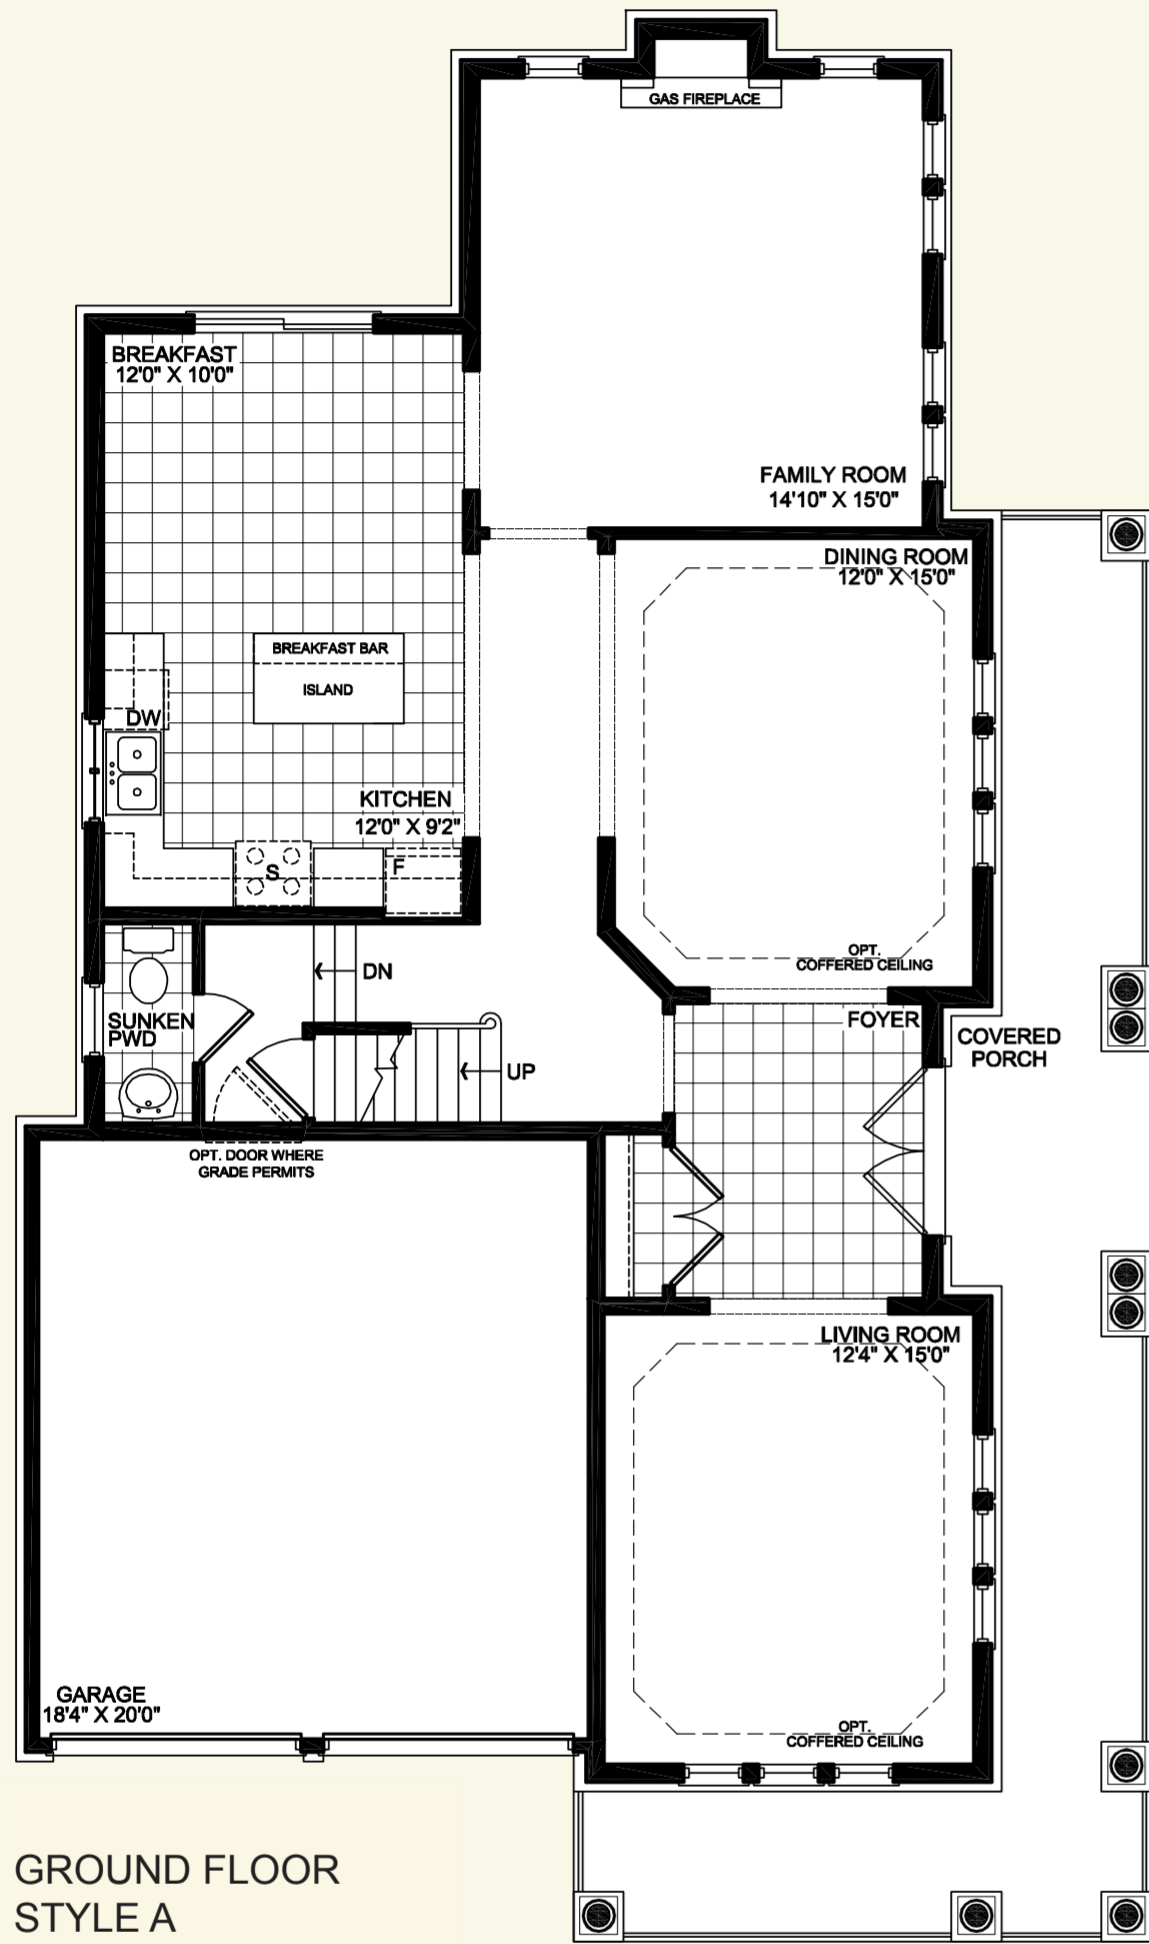 GAS FIREPLACE
BREAKFAST
12'0" X 10'0"
FAMILY ROOM
14'10" X 15'0"
DINING ROOM
12'0" X 15'0"
BREAKFAST BAR
ISLAND
DW
KITCHEN
12'0" X 9'2"
S
F
OPT.
COFFERED CEILING
DN
SUNKEN
PWD
FOYER
COVERED
PORCH
UP
OPT. DOOR WHERE
GRADE PERMITS
LIVING ROOM
12'4" X 15'0"
GARAGE
18'4" X 20'0"
OPT.
COFFERED CEILING
GROUND FLOOR
STYLE A